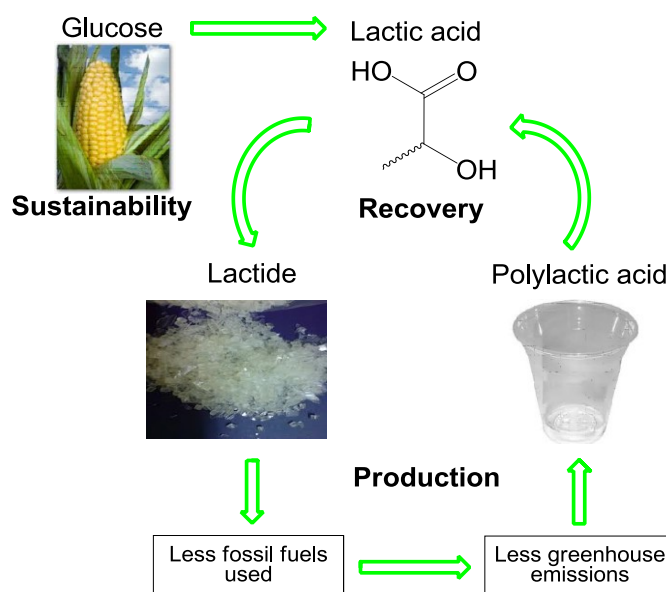 Glucose
Lactic acid
HO
O
OH
Sustainability
Recovery
Lactide
Polylactic acid
Production
Less fossil fuels
used
Less greenhouse
emissions